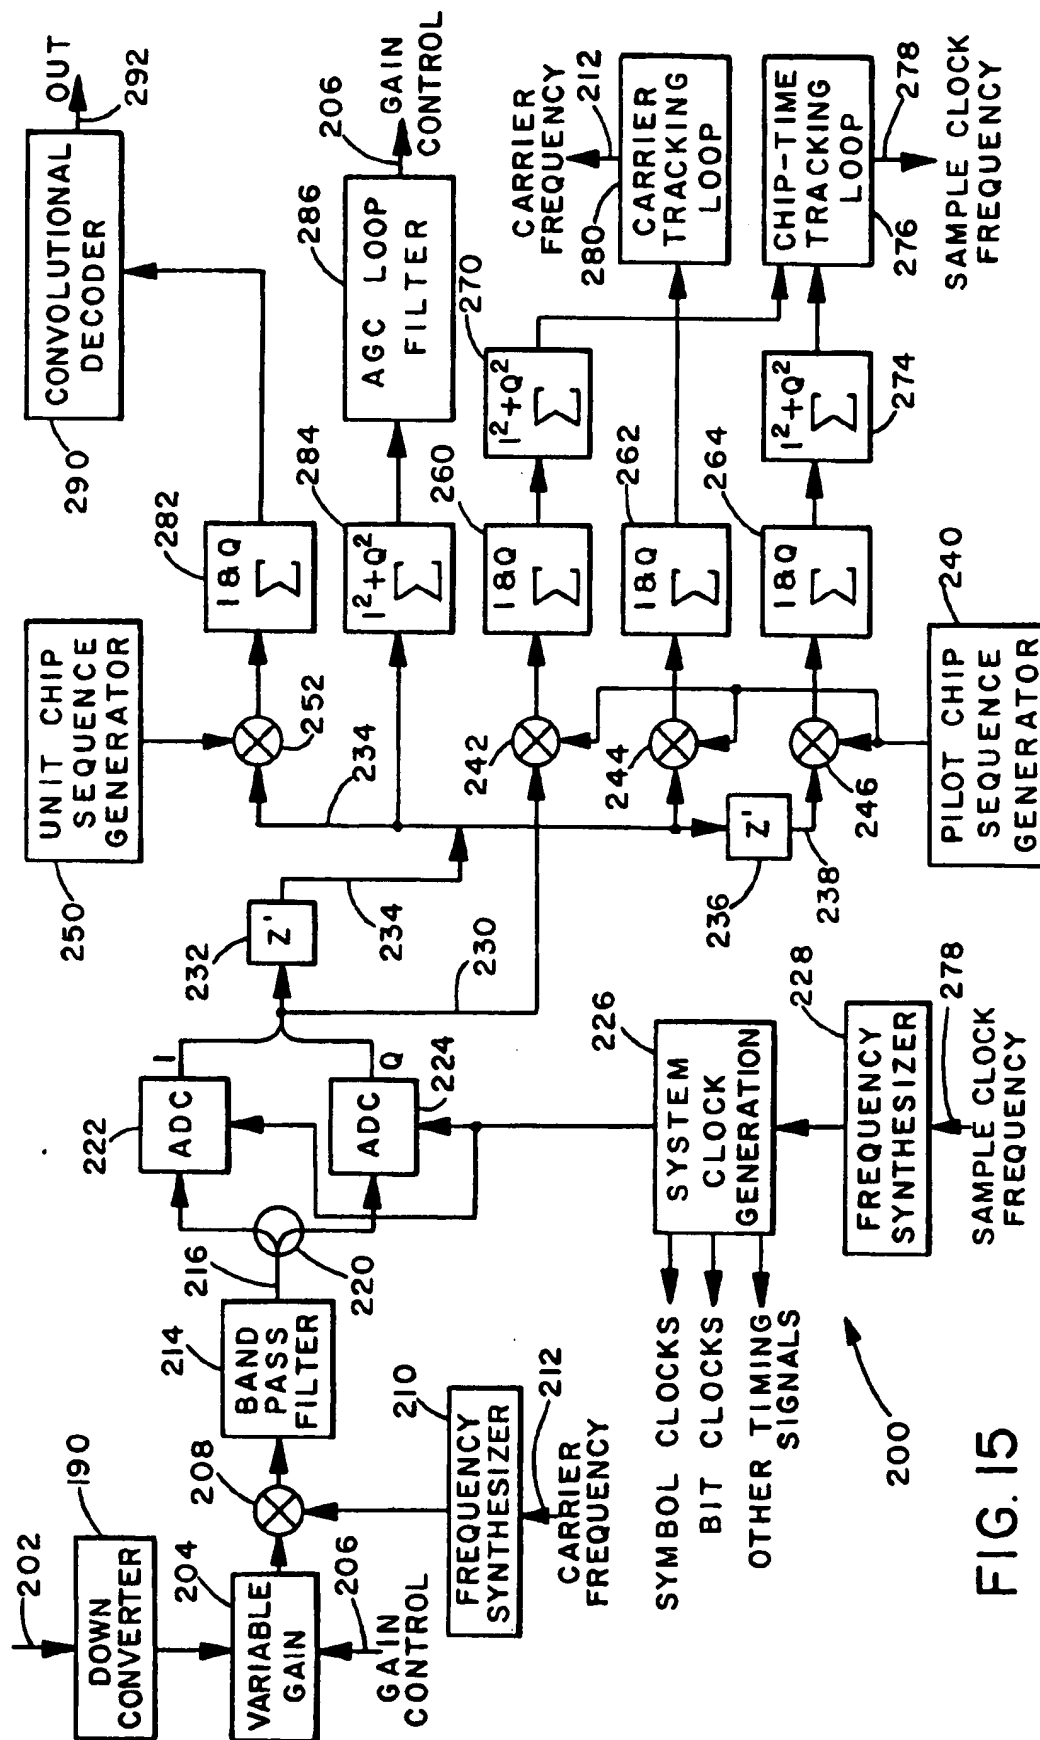 202
190
DOWN
CONVERTER
204
VARIABLE
GAIN
206
GAIN
CONTROL
208
210
FREQUENCY
SYNTHESIZER
212
CARRIER
FREQUENCY
214
BAND
PASS
FILTER
216
220
222
ADC
I
ADC
Q
224
226
SYSTEM
CLOCK
GENERATION
SYMBOL CLOCKS
BIT CLOCKS
OTHER TIMING
SIGNALS
228
FREQUENCY
SYNTHESIZER
278
SAMPLE CLOCK
FREQUENCY
200
FIG. 15
232
Z'
234
230
250
UNIT CHIP
SEQUENCE
GENERATOR
252
234
242
244
246
236
Z'
238
240
PILOT CHIP
SEQUENCE
GENERATOR
282
I&Q
Σ
284
I²+Q²
Σ
260
I&Q
Σ
262
I&Q
Σ
264
I&Q
Σ
270
I²+Q²
Σ
274
I²+Q²
Σ
290
CONVOLUTIONAL
DECODER
OUT
292
286
AGC LOOP
FILTER
206
GAIN
CONTROL
CARRIER
FREQUENCY
212
280
CARRIER
TRACKING
LOOP
CHIP-TIME
TRACKING
LOOP
276
278
SAMPLE CLOCK
FREQUENCY